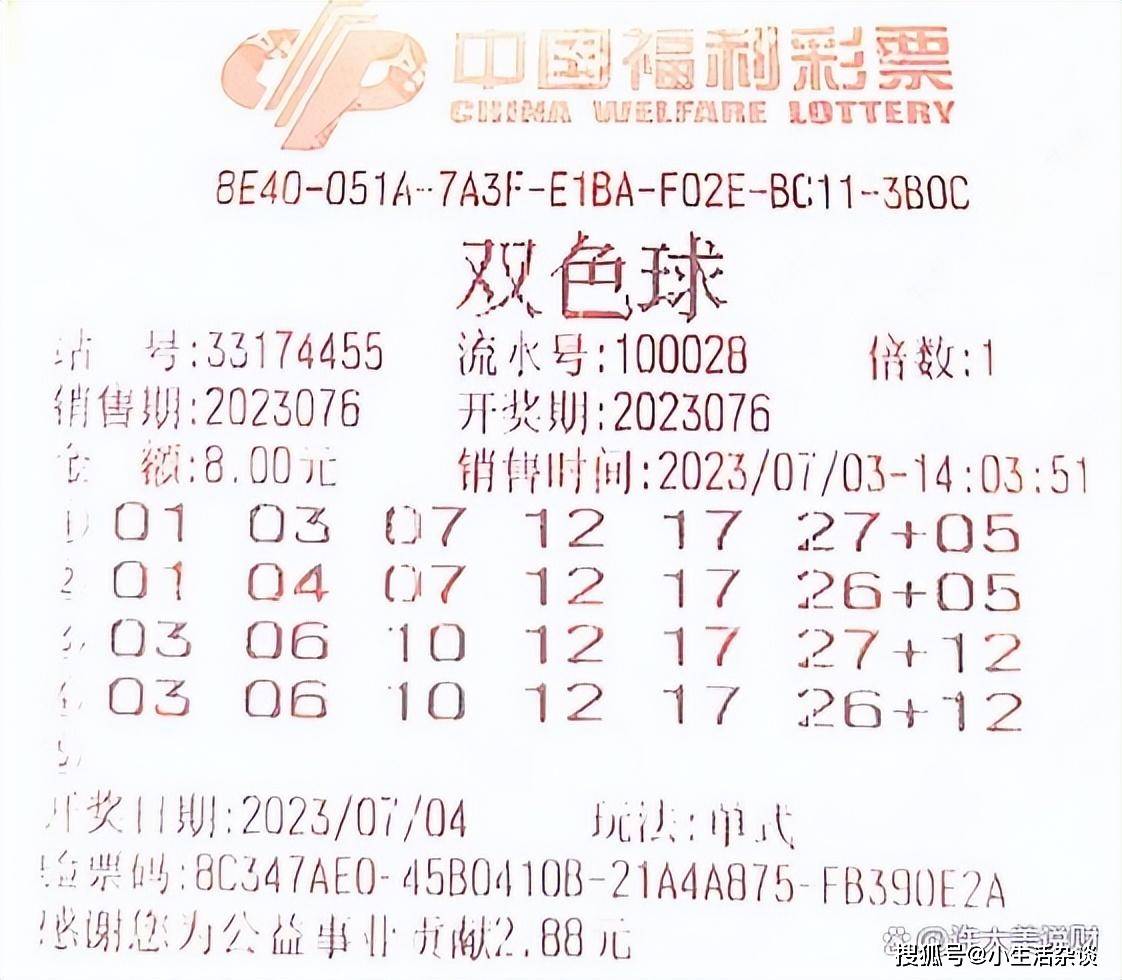 中国福利彩票
CHINA WELFARE LOTTERY
8E40-051A-7A3F-E1BA-F02E-BC11-3B0C
双色球
站 号:33174455 流水号:100028 倍数:1
销售期:2023076 开奖期:2023076
金 额:8.00元 销售时间:2023/07/03-14:03:51
01 03 07 12 17 27+05
2 01 04 07 12 17 26+05
03 06 10 12 17 27+12
03 06 10 12 17 26+12
开奖日期:2023/07/04 玩法:单式
验票码:8C347AE0-45B0410B-21A4A875-FB390E2A
感谢您为公益事业贡献2.88元
搜狐号@小生活杂谈